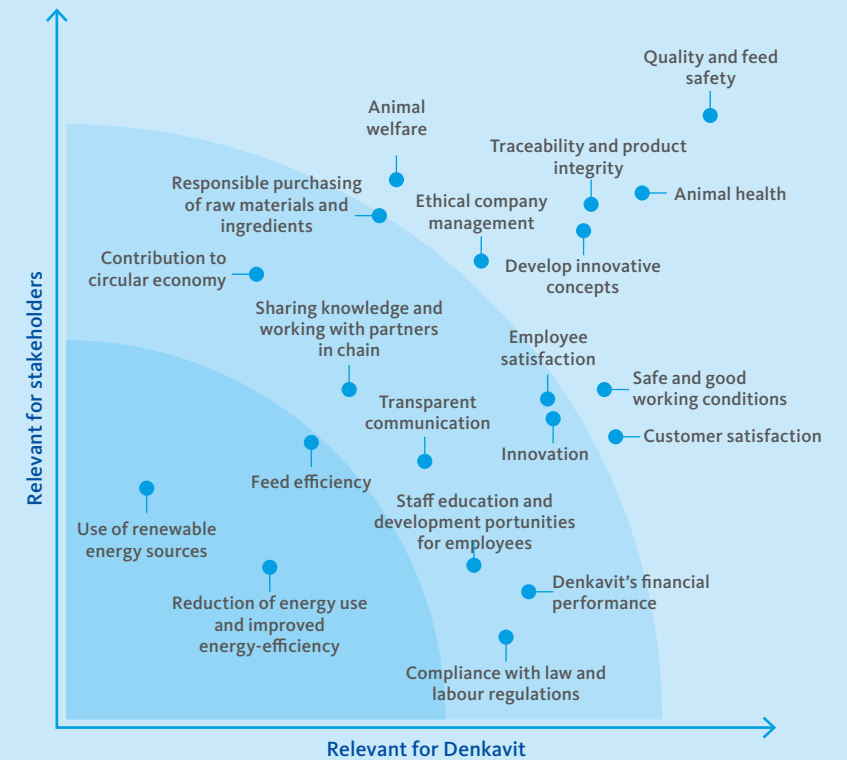 Quality and feed
safety
Animal
welfare
Traceability and product
integrity
Responsible purchasing
of raw materials and
ingredients
Animal health
Ethical company
management
Contribution to
circular economy
Develop innovative
concepts
Sharing knowledge and
working with partners
in chain
Employee
satisfaction
Safe and good
working conditions
Transparent
communication
Customer satisfaction
Innovation
Feed efficiency
Staff education and
development portunities
for employees
Use of renewable
energy sources
Denkavit's financial
performance
Reduction of energy use
and improved
energy-efficiency
Compliance with law and
labour regulations
Relevant for stakeholders
Relevant for Denkavit